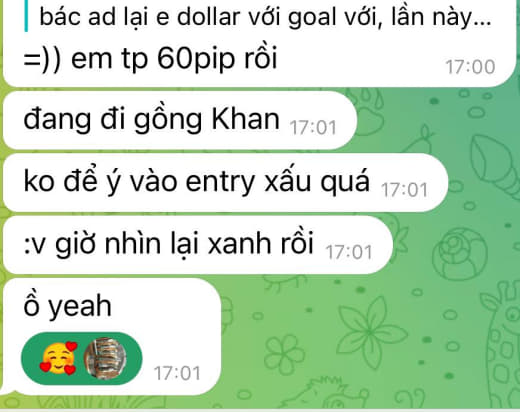 bác ad lại e dollar với goal với, lần này...
=)) em tp 60pip rồi
17:00
đang đi gồng Khan
17:01
ko để ý vào entry xấu quá
17:01
:v giờ nhìn lại xanh rồi
17:01
ồ yeah
17:01